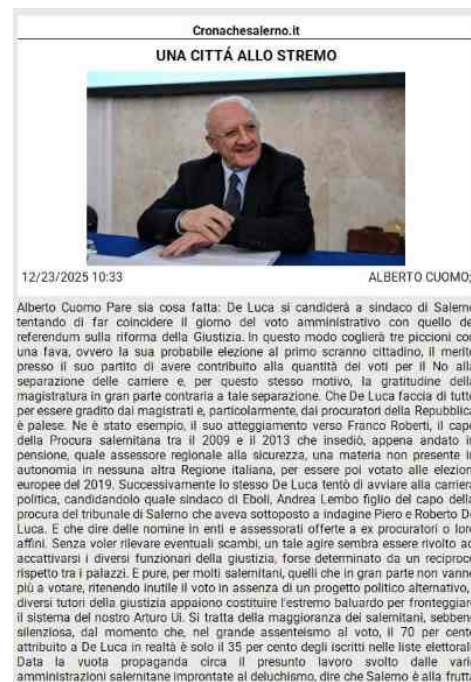 Cronachesalerno.it
UNA CITTÁ ALLO STREMO
12/23/2025 10:33 ALBERTO CUOMO;
Alberto Cuomo Pare sia cosa fatta: De Luca si candiderà a sindaco di Salerno
tentando di far coincidere il giorno del voto amministrativo con quello del
referendum sulla riforma della Giustizia. In questo modo coglierà tre piccioni con
una fava, ovvero la sua probabile elezione al primo scranno cittadino, il merito
presso il suo partito di avere contribuito alla quantità dei voti per il No alla
separazione delle carriere e, per questo stesso motivo, la gratitudine della
magistratura in gran parte contraria a tale separazione. Che De Luca faccia di tutto
per essere gradito dai magistrati e, particolarmente, dai procuratori della Repubblica
è palese. Ne è stato esempio, il suo atteggiamento verso Franco Roberti, il capo
della Procura salernitana tra il 2009 e il 2013 che insediò, appena andato in
pensione, quale assessore regionale alla sicurezza, una materia non presente in
autonomia in nessuna altra Regione italiana, per essere poi votato alle elezioni
europee del 2019. Successivamente lo stesso De Luca tentò di avviare alla carriera
politica, candidandolo quale sindaco di Eboli, Andrea Lembo figlio del capo della
procura del tribunale di Salerno che aveva sottoposto a indagine Piero e Roberto De
Luca. E che dire delle nomine in enti e assessorati offerte a ex procuratori o loro
affini. Senza voler rilevare eventuali scambi, un tale agire sembra essere rivolto ad
accattivarsi i diversi funzionari della giustizia, forse determinato da un reciproco
rispetto tra i palazzi. E pure, per molti salernitani, quelli che in gran parte non vanno
più a votare, ritenendo inutile il voto in assenza di un progetto politico alternativo, i
diversi tutori della giustizia appaiono costituire l'estremo baluardo per fronteggiare
il sistema del nostro Arturo Ui. Si tratta della maggioranza dei salernitani, sebbene
silenziosa, dal momento che, nel grande assenteismo al voto, il 70 per cento
attribuito a De Luca in realtà è solo il 35 per cento degli iscritti nelle liste elettorali.
Data la vuota propaganda circa il presunto lavoro svolto dalle varie
amministrazioni salernitane improntate al deluchismo, dire che Salerno è alla frutta